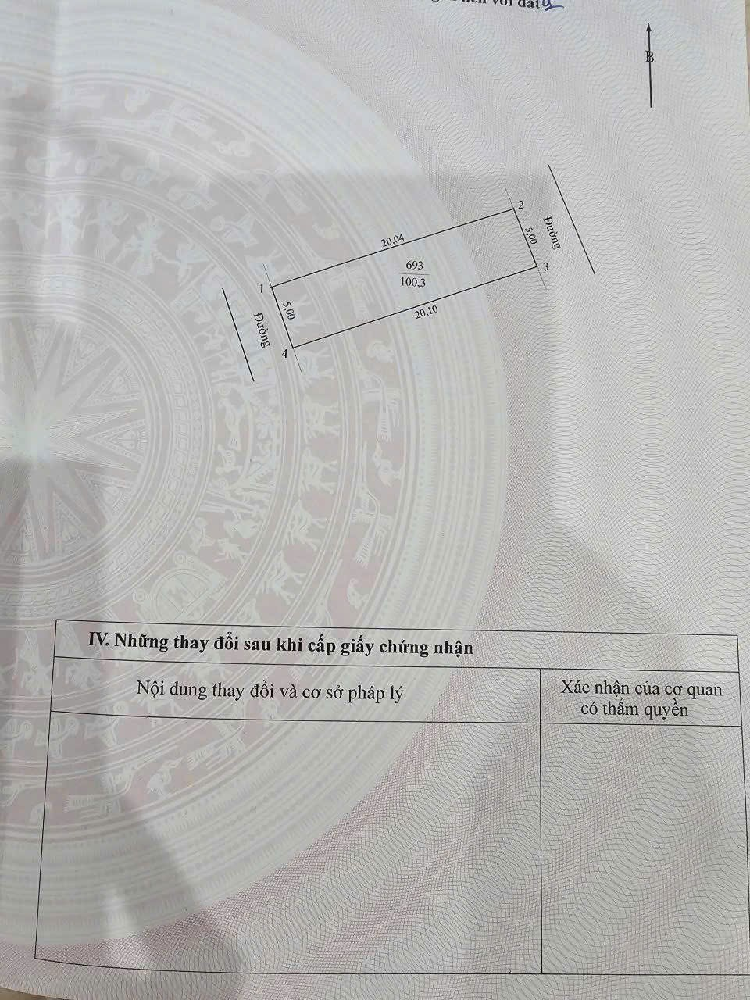 với đất
B
2
20,04
5,00
Đường
693
100,3
3
1
5,00
Đường
20,10
4
IV. Những thay đổi sau khi cấp giấy chứng nhận
Nội dung thay đổi và cơ sở pháp lý
Xác nhận của cơ quan
có thẩm quyền